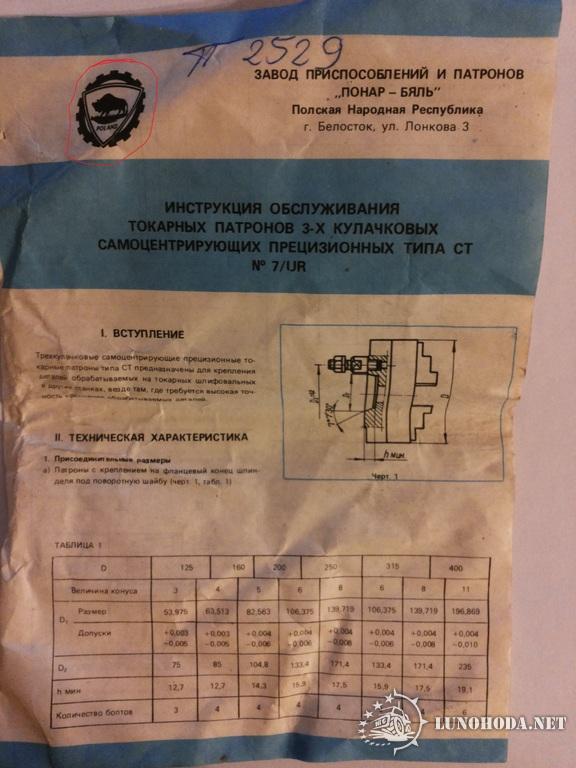 П 2529
POLAND
ЗАВОД ПРИСПОСОБЛЕНИЙ И ПАТРОНОВ
„ПОНАР – БЯЛЬ"
Полская Народная Республика
г. Белосток, ул. Лонкова 3
ИНСТРУКЦИЯ ОБСЛУЖИВАНИЯ
ТОКАРНЫХ ПАТРОНОВ 3-Х КУЛАЧКОВЫХ
САМОЦЕНТРИРУЮЩИХ ПРЕЦИЗИОННЫХ ТИПА СТ
№ 7/UR
I. ВСТУПЛЕНИЕ
Трехкулачковые самоцентрирующие прецизионные то-
карные патроны типа СТ предназначены для крепления
деталей обрабатываемых на токарных шлифовальных
и других станках, везде там, где требуется высокая точ-
ность обрабатываемых деталей.
II. ТЕХНИЧЕСКАЯ ХАРАКТЕРИСТИКА
1. Присоединительные размеры
а) Патроны с креплением на фланцевый конец шпин-
деля под поворотную шайбу (черт. 1, табл. 1)
D
h мин.
Черт. 1
ТАБЛИЦА 1
D 125 160 200 250 315 400
Величина конуса 3 4 5 6 8 6 8 11
D₁ Размер 53,975 63,513 82,563 106,375 139,719 106,375 139,719 196,869
Допуски +0,003 +0,003 +0,004 +0,004 +0,004 +0,004 +0,004 +0,004
-0,005 -0,005 -0,006 -0,006 -0,008 -0,006 -0,008 -0,010
D₂ 75 85 104,8 133,4 171,4 133,4 171,4 235
h мин 12,7 12,7 14,3 15,9 17,5 15,9 17,5 19,1
Количество болтов 3 4 4 4 4 4 4 6
LUNOHODA.NET